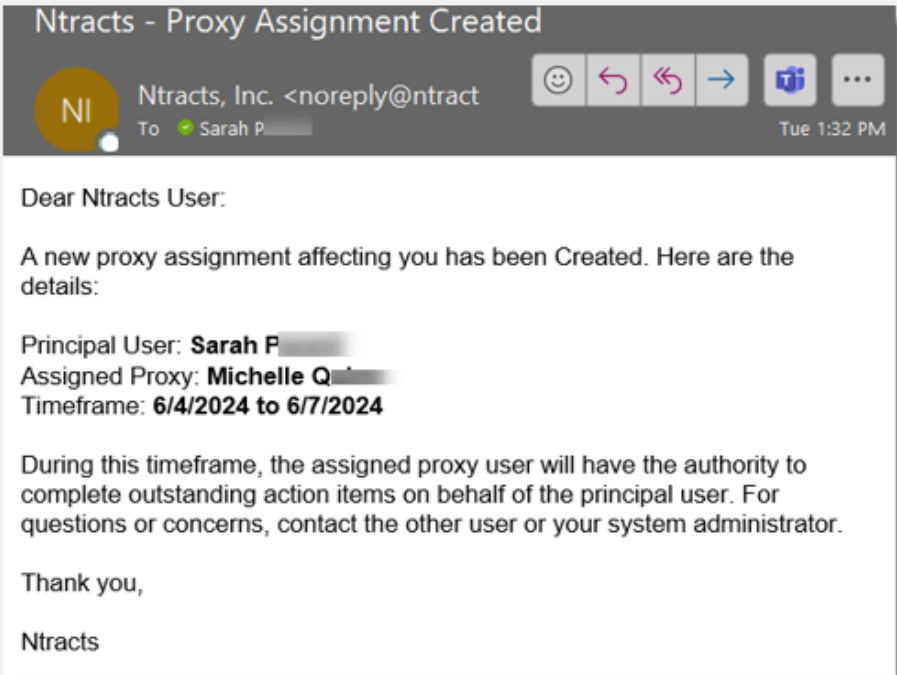 Ntracts - Proxy Assignment Created
NI
Ntracts, Inc. <noreply@ntract
To Sarah P
Tue 1:32 PM
Dear Ntracts User:
A new proxy assignment affecting you has been Created. Here are the
details:
Principal User: Sarah P
Assigned Proxy: Michelle Q
Timeframe: 6/4/2024 to 6/7/2024
During this timeframe, the assigned proxy user will have the authority to
complete outstanding action items on behalf of the principal user. For
questions or concerns, contact the other user or your system administrator.
Thank you,
Ntracts